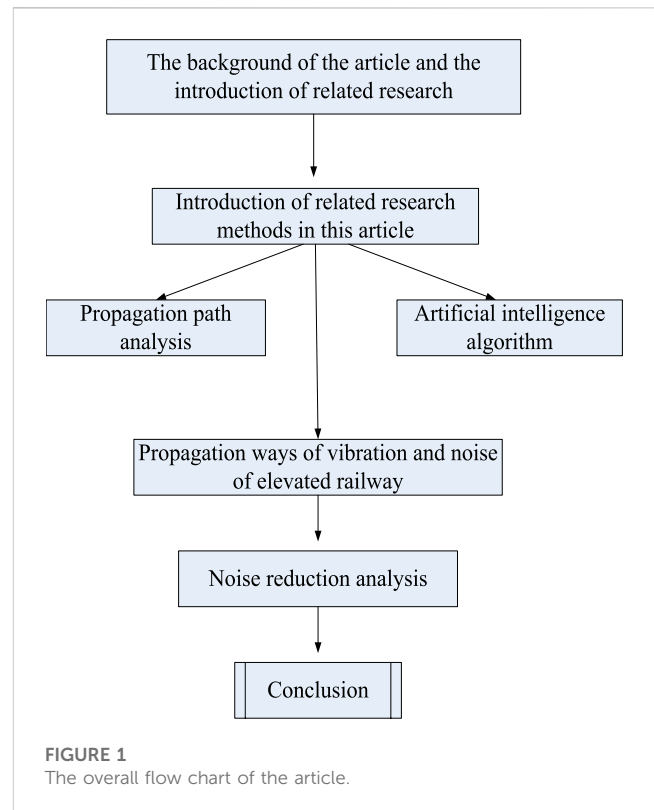 The background of the article and the
introduction of related research
Introduction of related research
methods in this article
Propagation path
analysis
Artificial intelligence
algorithm
Propagation ways of vibration and noise
of elevated railway
Noise reduction analysis
Conclusion
FIGURE 1
The overall flow chart of the article.